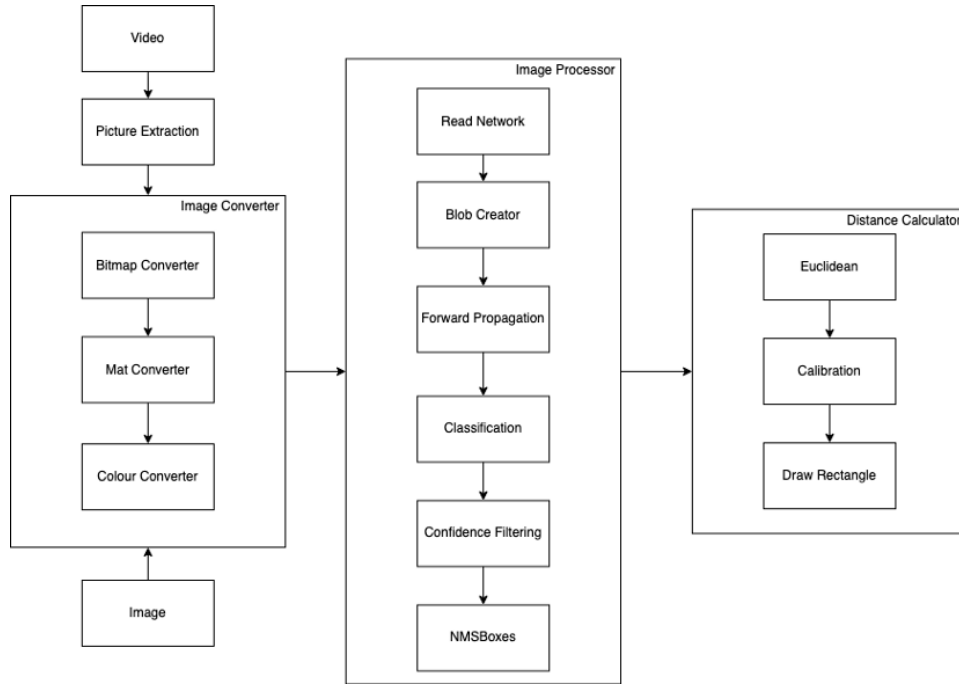 Video
Picture Extraction
Image Converter
Bitmap Converter
Mat Converter
Colour Converter
Image
Image Processor
Read Network
Blob Creator
Forward Propagation
Classification
Confidence Filtering
NMSBoxes
Distance Calculator
Euclidean
Calibration
Draw Rectangle